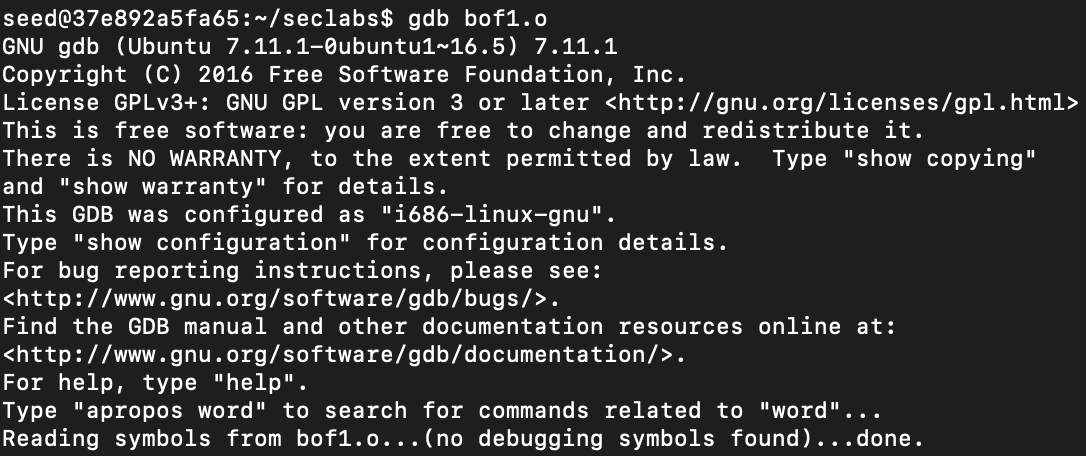 seed@37e892a5fa65:~/seclabs$ gdb bof1.o
GNU gdb (Ubuntu 7.11.1-0ubuntu1~16.5) 7.11.1
Copyright (C) 2016 Free Software Foundation, Inc.
License GPLv3+: GNU GPL version 3 or later <http://gnu.org/licenses/gpl.html>
This is free software: you are free to change and redistribute it.
There is NO WARRANTY, to the extent permitted by law.  Type "show copying"
and "show warranty" for details.
This GDB was configured as "i686-linux-gnu".
Type "show configuration" for configuration details.
For bug reporting instructions, please see:
<http://www.gnu.org/software/gdb/bugs/>.
Find the GDB manual and other documentation resources online at:
<http://www.gnu.org/software/gdb/documentation/>.
For help, type "help".
Type "apropos word" to search for commands related to "word"...
Reading symbols from bof1.o...(no debugging symbols found)...done.